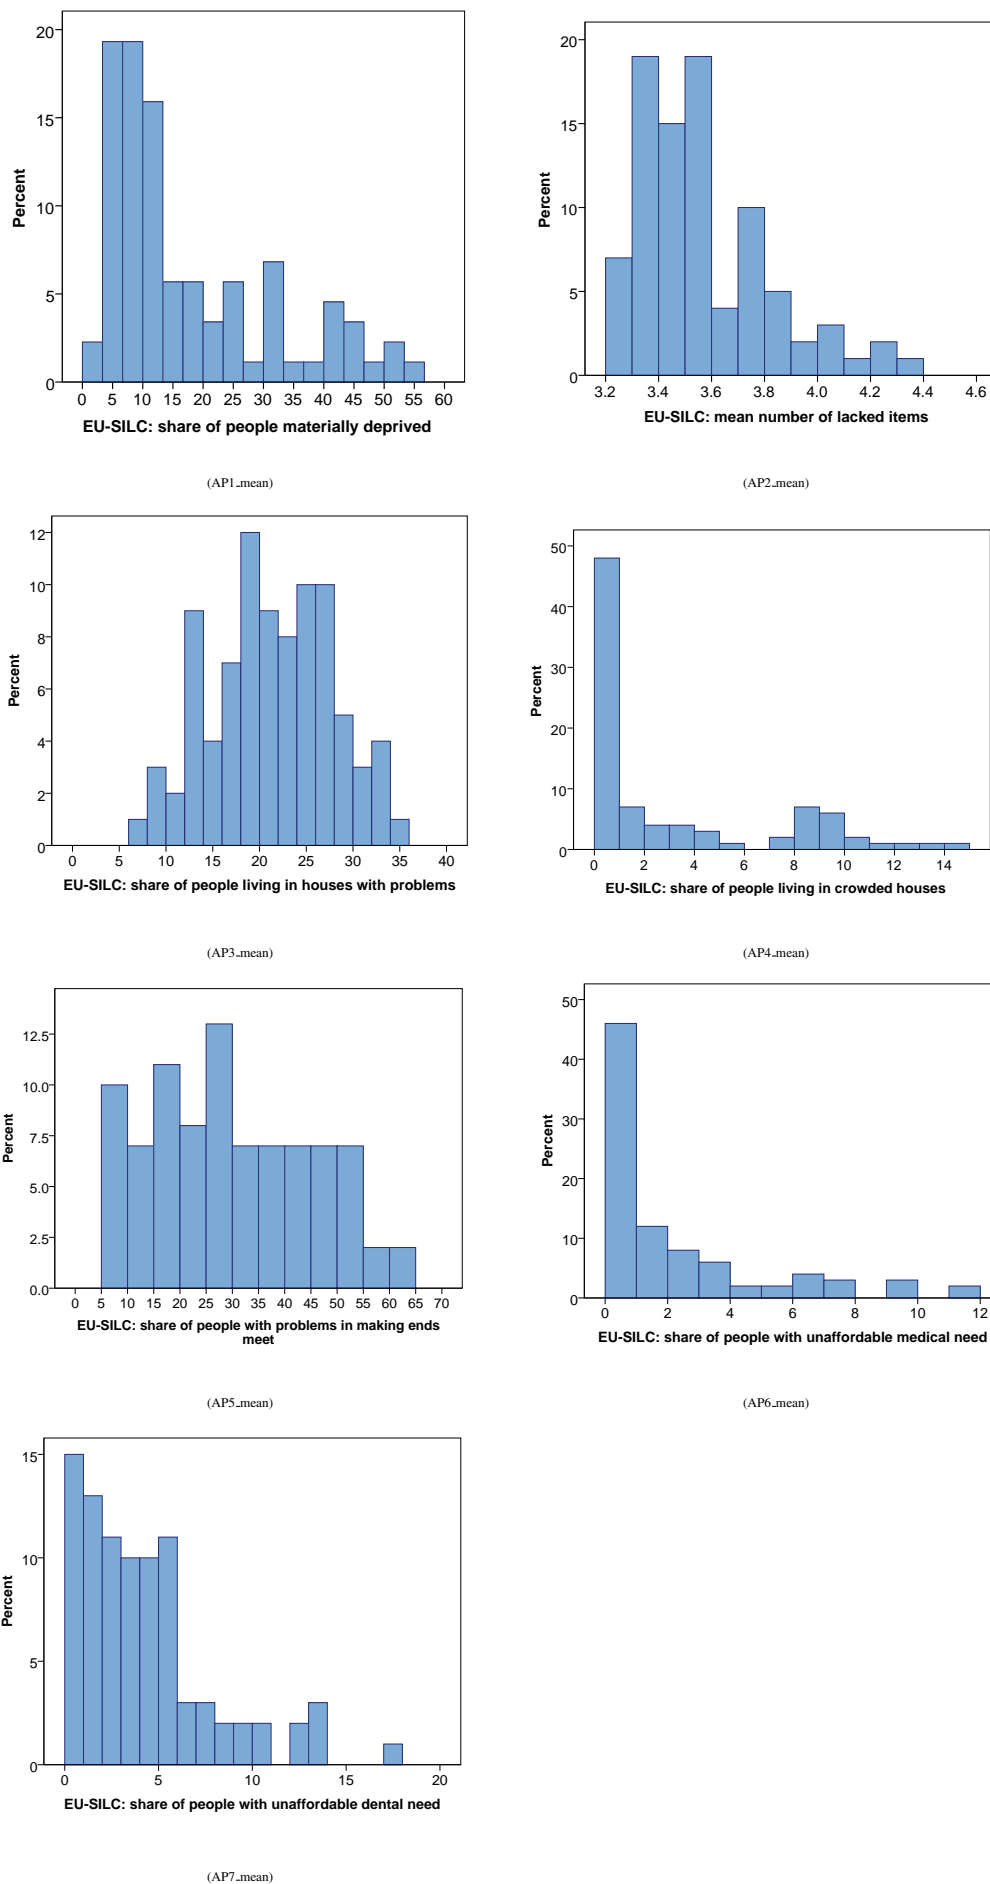 20
15
10
5
0
Percent
0 5 10 15 20 25 30 35 40 45 50 55 60
EU-SILC: share of people materially deprived
(AP1_mean)
20
15
10
5
0
Percent
3.2 3.4 3.6 3.8 4.0 4.2 4.4 4.6
EU-SILC: mean number of lacked items
(AP2_mean)
12
10
8
6
4
2
0
Percent
0 5 10 15 20 25 30 35 40
EU-SILC: share of people living in houses with problems
(AP3_mean)
50
40
30
20
10
0
Percent
0 2 4 6 8 10 12 14
EU-SILC: share of people living in crowded houses
(AP4_mean)
12.5
10.0
7.5
5.0
2.5
0.0
Percent
0 5 10 15 20 25 30 35 40 45 50 55 60 65 70
EU-SILC: share of people with problems in making ends
meet
(AP5_mean)
50
40
30
20
10
0
Percent
0 2 4 6 8 10 12
EU-SILC: share of people with unaffordable medical need
(AP6_mean)
15
10
5
0
Percent
0 5 10 15 20
EU-SILC: share of people with unaffordable dental need
(AP7_mean)